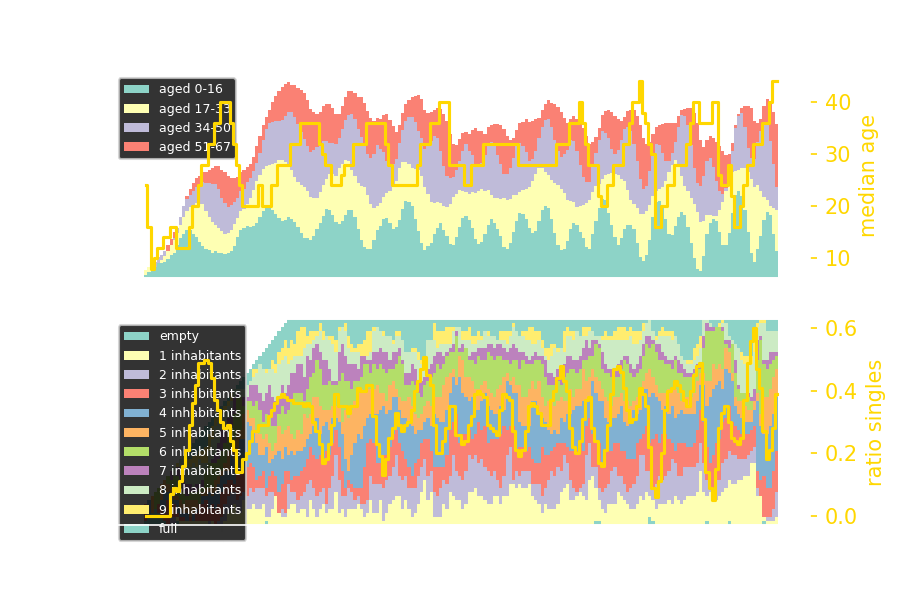 aged 0-16
aged 17-33
aged 34-50
aged 51-67
- 40
- 30
- 20
- 10
median age
empty
1 inhabitants
2 inhabitants
3 inhabitants
4 inhabitants
5 inhabitants
6 inhabitants
7 inhabitants
8 inhabitants
9 inhabitants
full
- 0.6
- 0.4
- 0.2
- 0.0
ratio singles